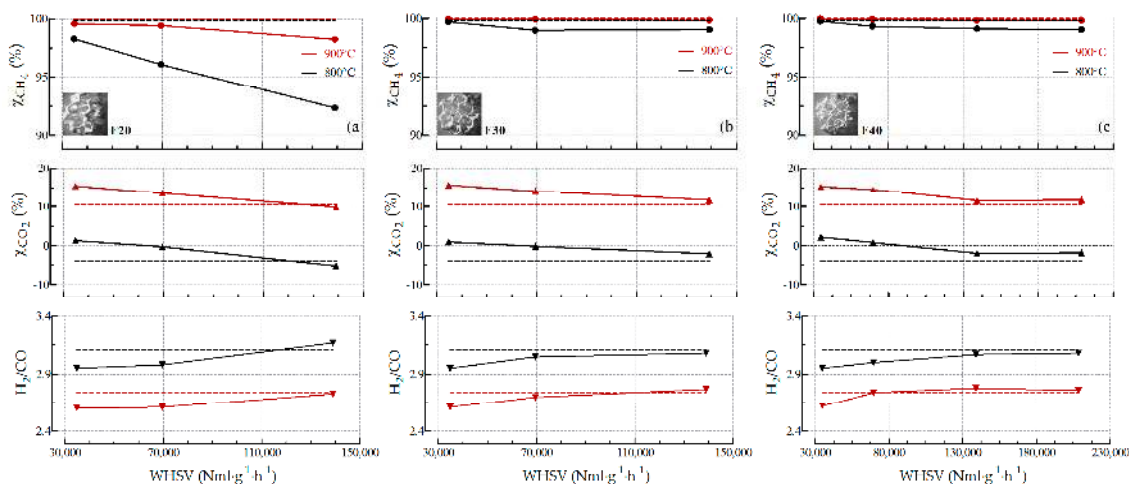 100 100 100
900°C 900°C 900°C
χCH4 (%) 95 800°C χCH4 (%) 95 800°C χCH4 (%) 95 800°C
F20 (a F30 (b F40 (c
90 90 90
20 20 20
10 10 10
χCO2 (%) 0 χCO2 (%) 0 χCO2 (%) 0
-10 -10 -10
3.4 3.4 3.4
H2/CO 2.9 H2/CO 2.9 H2/CO 2.9
2.4 2.4 2.4
30,000 70,000 110,000 150,000 30,000 70,000 110,000 150,000 30,000 80,000 130,000 190,000 230,000
WHSV (Nml·g⁻¹·h⁻¹) WHSV (Nml·g⁻¹·h⁻¹) WHSV (Nml·g⁻¹·h⁻¹)